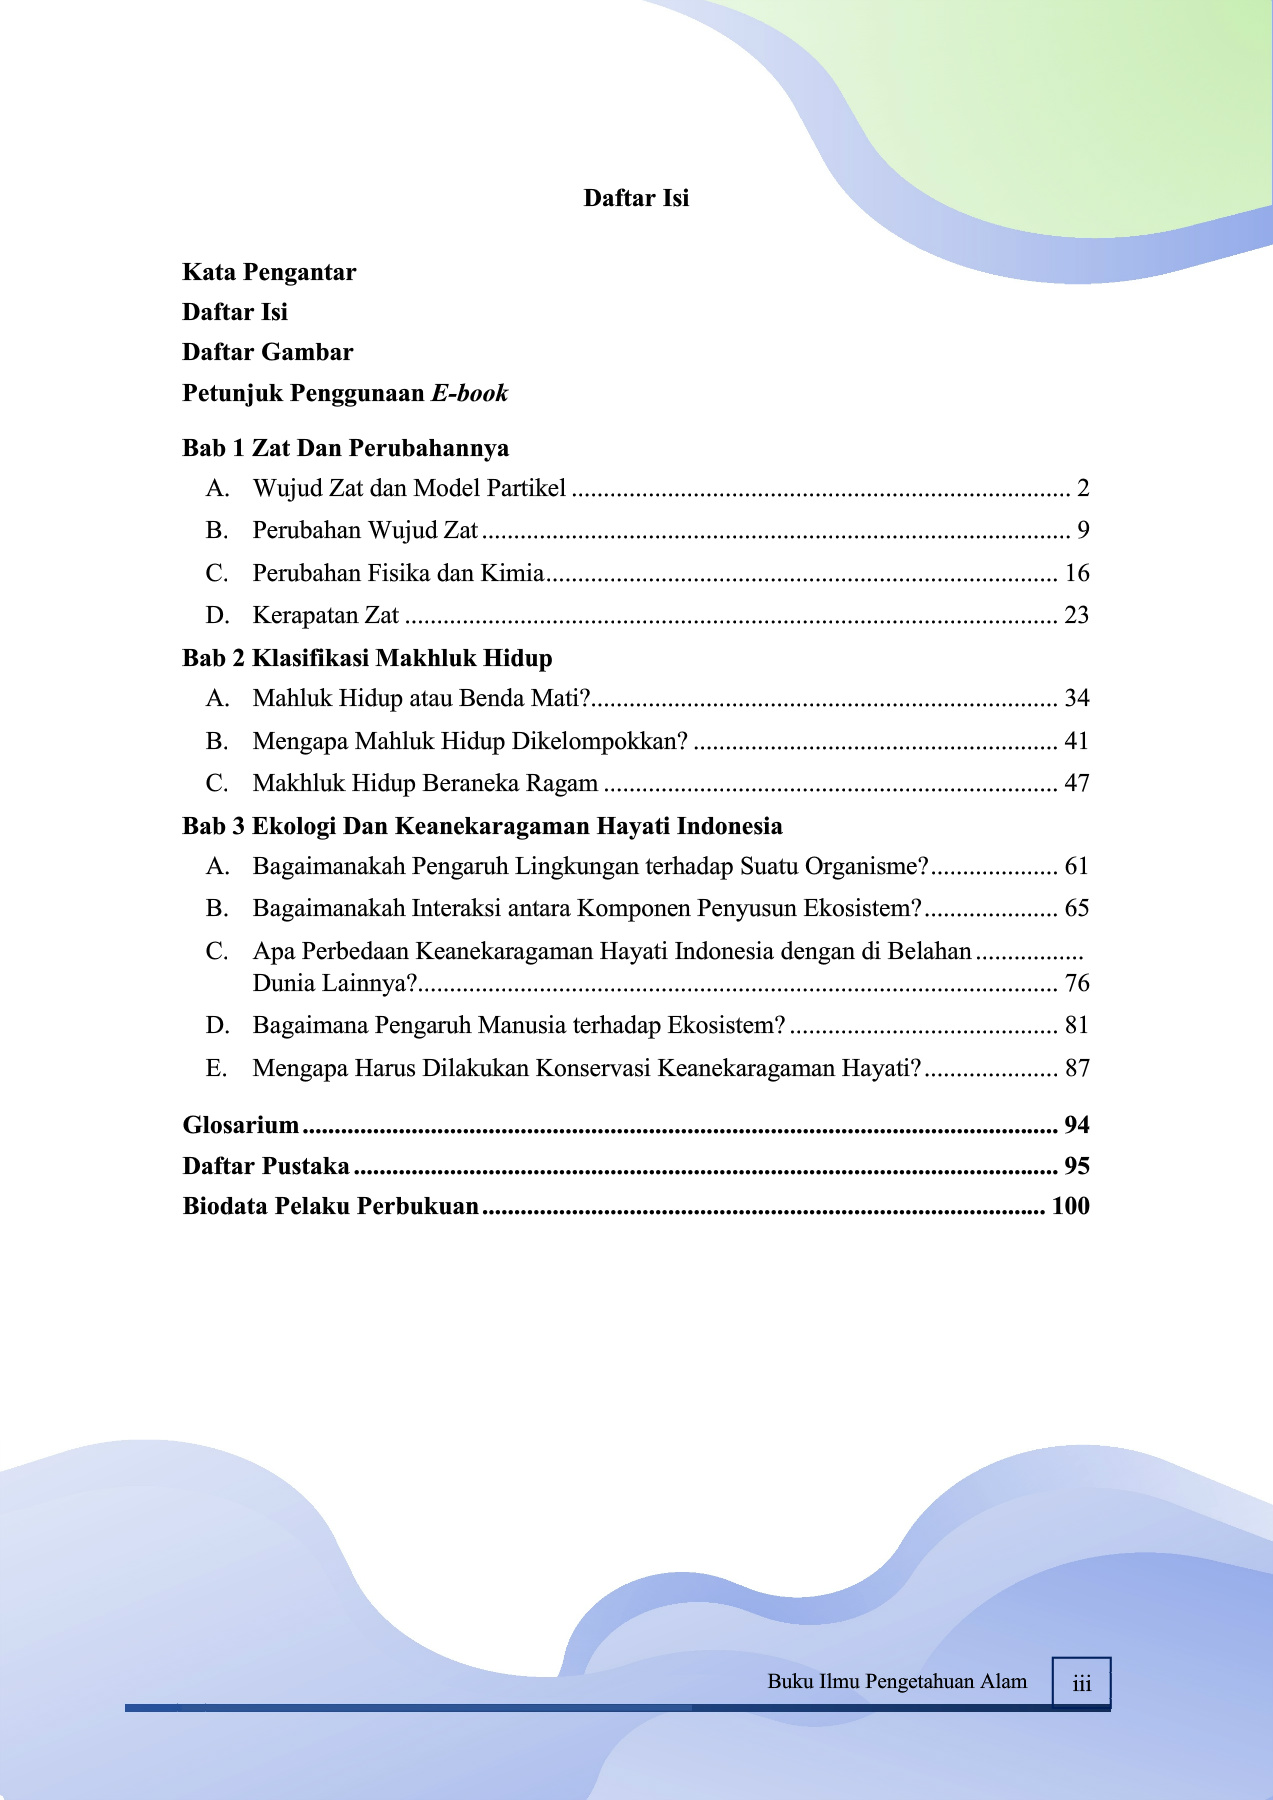 Daftar Isi
Kata Pengantar
Daftar Isi
Daftar Gambar
Petunjuk Penggunaan E-book
Bab 1 Zat Dan Perubahannya
A. Wujud Zat dan Model Partikel .............................................................................. 2
B. Perubahan Wujud Zat ............................................................................................ 9
C. Perubahan Fisika dan Kimia................................................................................ 16
D. Kerapatan Zat ...................................................................................................... 23
Bab 2 Klasifikasi Makhluk Hidup
A. Mahluk Hidup atau Benda Mati?......................................................................... 34
B. Mengapa Mahluk Hidup Dikelompokkan? ......................................................... 41
C. Makhluk Hidup Beraneka Ragam ....................................................................... 47
Bab 3 Ekologi Dan Keanekaragaman Hayati Indonesia
A. Bagaimanakah Pengaruh Lingkungan terhadap Suatu Organisme?.................... 61
B. Bagaimanakah Interaksi antara Komponen Penyusun Ekosistem?..................... 65
C. Apa Perbedaan Keanekaragaman Hayati Indonesia dengan di Belahan .................
Dunia Lainnya?.................................................................................................... 76
D. Bagaimana Pengaruh Manusia terhadap Ekosistem? .......................................... 81
E. Mengapa Harus Dilakukan Konservasi Keanekaragaman Hayati? ..................... 87
Glosarium ...................................................................................................................... 94
Daftar Pustaka .............................................................................................................. 95
Biodata Pelaku Perbukuan ........................................................................................ 100
Buku Ilmu Pengetahuan Alam iii